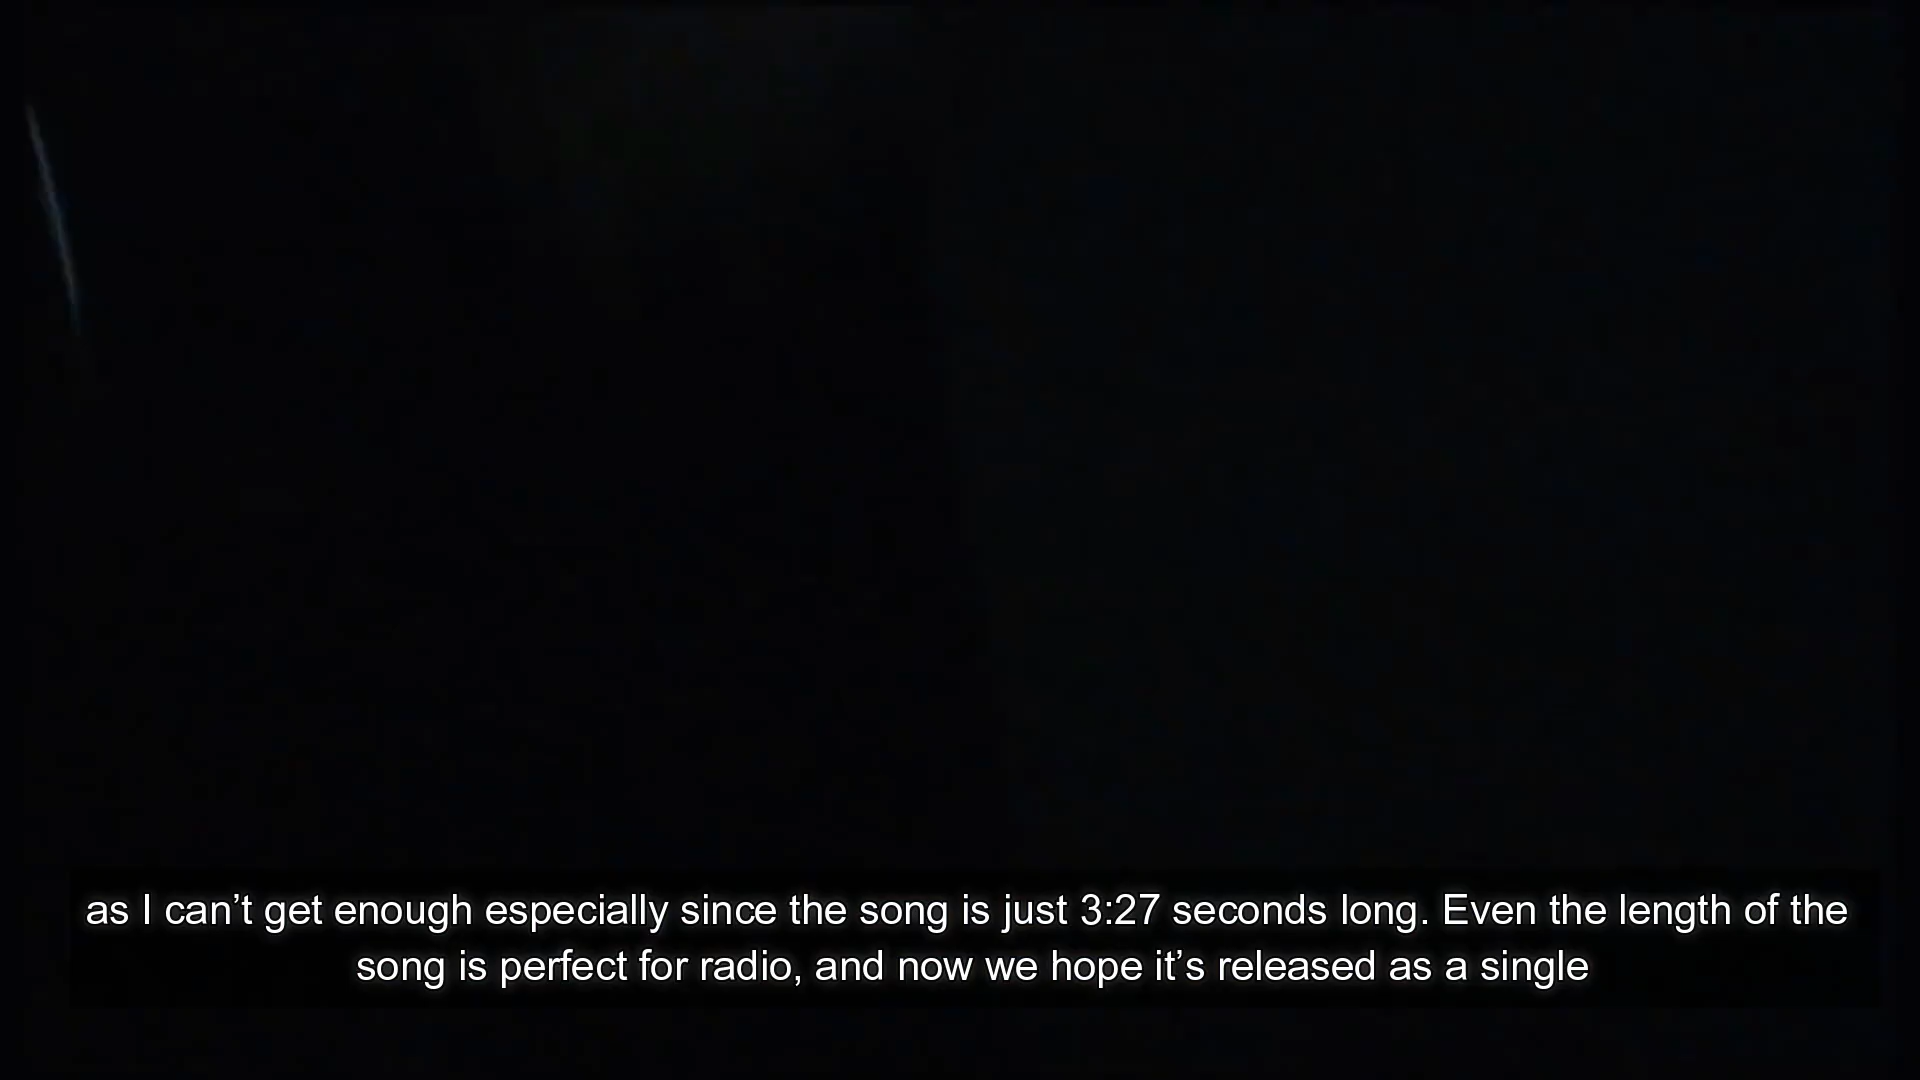 as I can’t get enough especially since the song is just 3:27 seconds long. Even the length of the
song is perfect for radio, and now we hope it’s released as a single